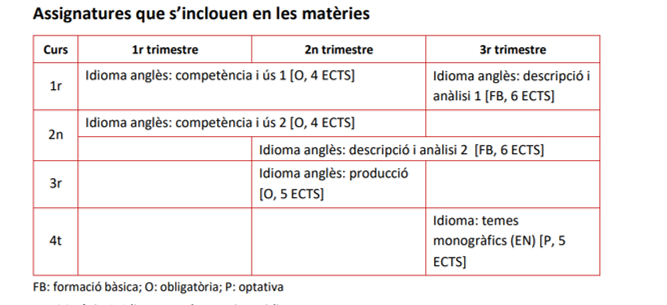 Assignatures que s’inclouen en les matèries
Curs 1r trimestre 2n trimestre 3r trimestre
1r
Idioma anglès: competència i ús 1 [O, 4 ECTS]
Idioma anglès: descripció i
anàlisi 1 [FB, 6 ECTS]
2n
Idioma anglès: competència i ús 2 [O, 4 ECTS]
Idioma anglès: descripció i anàlisi 2 [FB, 6 ECTS]
3r
Idioma anglès: producció
[O, 5 ECTS]
4t
Idioma: temes
monogràfics (EN) [P, 5
ECTS]
FB: formació bàsica; O: obligatòria; P: optativa